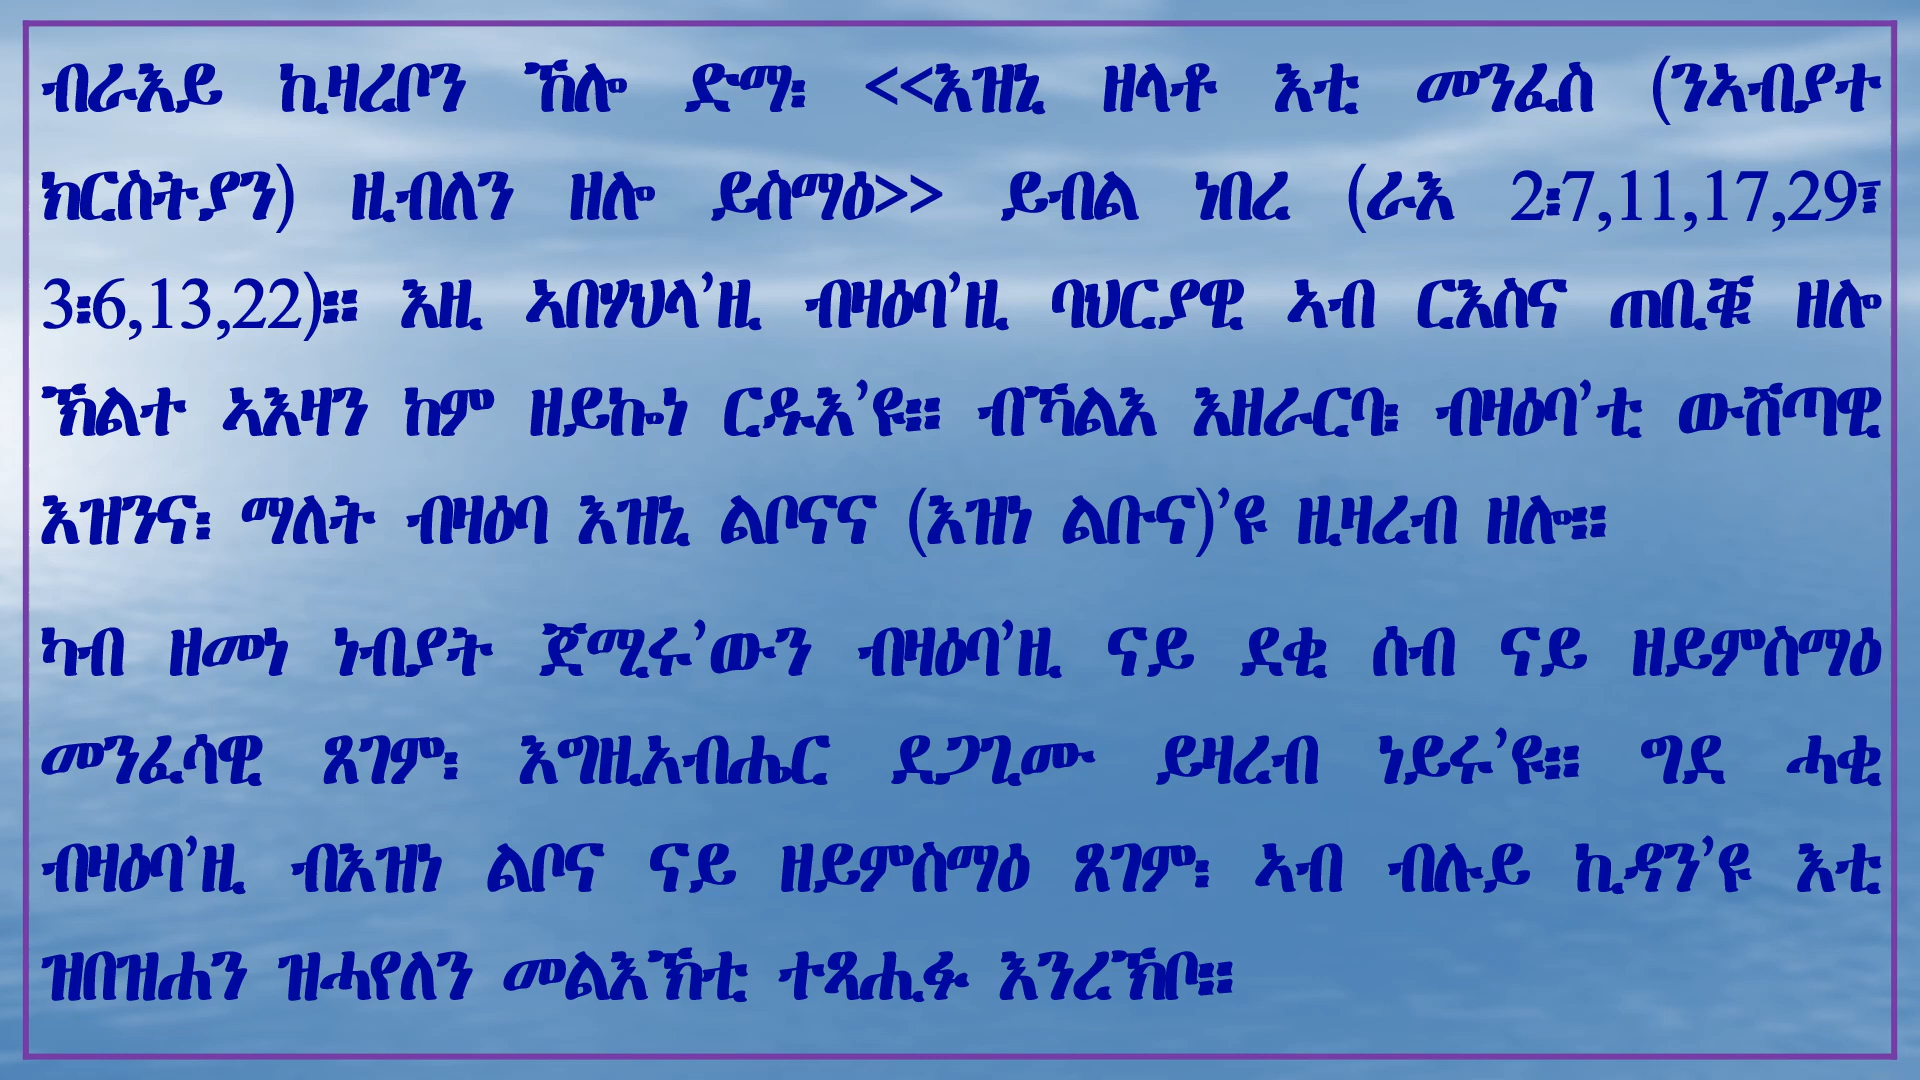 ብራእይ ኪዛረቦን ኸሎ ድማ፡ <<እዝኒ ዘላቶ እቲ መንፈስ (ንኣብያተ
ክርስትያን) ዚብለን ዘሎ ይስማዕ>> ይብል ነበረ (ራእ 2፡7,11,17,29፤
3፡6,13,22)። እዚ ኣበሃህላ’ዚ ብዛዕባ’ዚ ባህርያዊ ኣብ ርእስና ጠቢቑ ዘሎ
ኽልተ ኣእዛን ከም ዘይኰነ ርዱእ’ዩ። ብኻልእ እዘራርባ፡ ብዛዕባ’ቲ ውሽጣዊ
እዝንና፡ ማለት ብዛዕባ እዝኒ ልቦናና (እዝነ ልቡና)’ዩ ዚዛረብ ዘሎ።
ካብ ዘመነ ነብያት ጀሚሩ’ውን ብዛዕባ’ዚ ናይ ደቂ ሰብ ናይ ዘይምስማዕ
መንፈሳዊ ጸገም፡ እግዚአብሔር ደጋጊሙ ይዛረብ ነይሩ’ዩ። ግደ ሓቂ
ብዛዕባ’ዚ ብእዝነ ልቦና ናይ ዘይምስማዕ ጸገም፡ ኣብ ብሉይ ኪዳን’ዩ እቲ
ዝበዝሐን ዝሓየለን መልእኽቲ ተጻሒፉ እንረኽቦ።